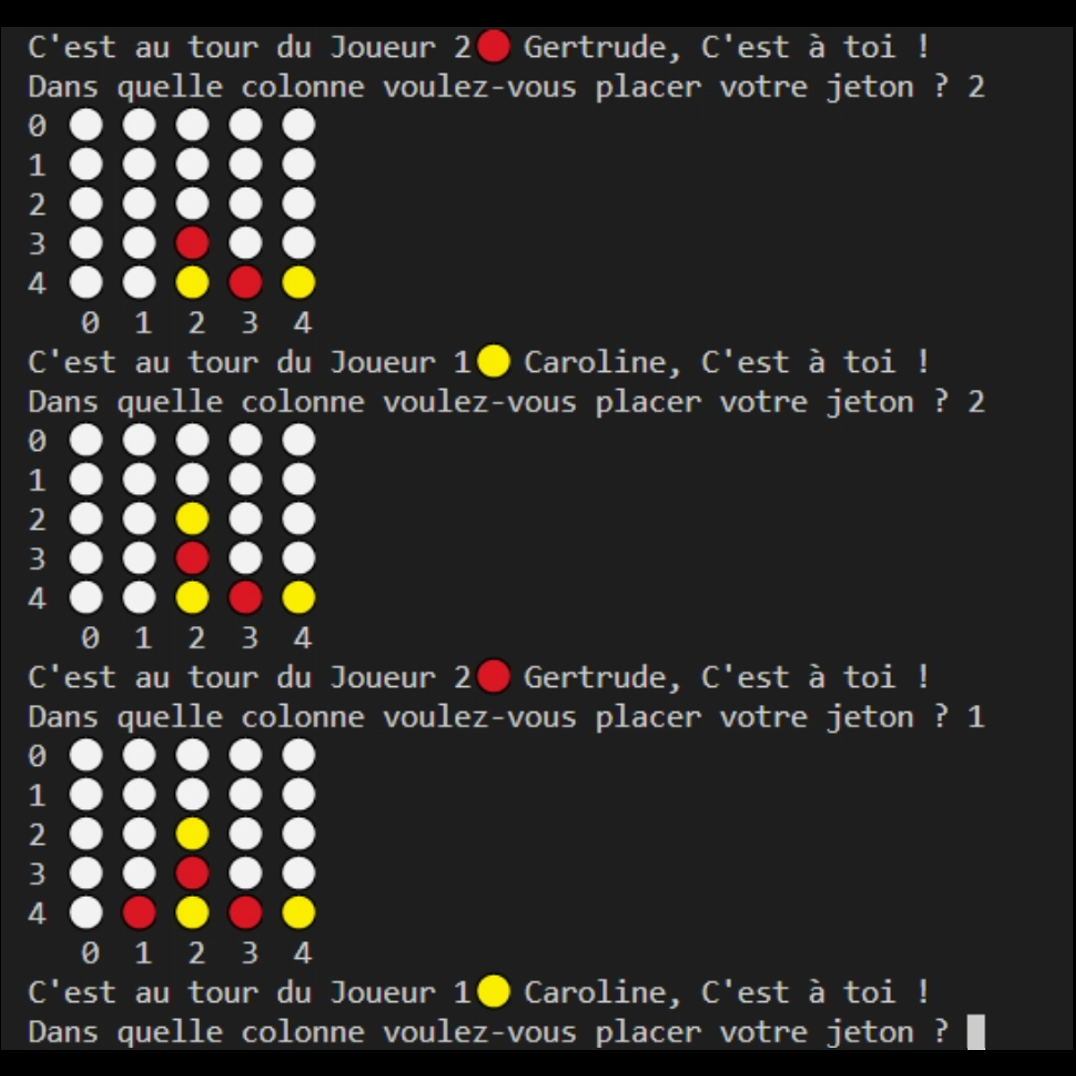 C'est au tour du Joueur 2🔴 Gertrude, C'est à toi !
Dans quelle colonne voulez-vous placer votre jeton ? 2
0 ⚪ ⚪ ⚪ ⚪ ⚪
1 ⚪ ⚪ ⚪ ⚪ ⚪
2 ⚪ ⚪ ⚪ ⚪ ⚪
3 ⚪ ⚪ 🔴 ⚪ ⚪
4 ⚪ ⚪ 🟡 🔴 🟡
0 1 2 3 4
C'est au tour du Joueur 1🟡 Caroline, C'est à toi !
Dans quelle colonne voulez-vous placer votre jeton ? 2
0 ⚪ ⚪ ⚪ ⚪ ⚪
1 ⚪ ⚪ ⚪ ⚪ ⚪
2 ⚪ ⚪ 🟡 ⚪ ⚪
3 ⚪ ⚪ 🔴 ⚪ ⚪
4 ⚪ ⚪ 🟡 🔴 🟡
0 1 2 3 4
C'est au tour du Joueur 2🔴 Gertrude, C'est à toi !
Dans quelle colonne voulez-vous placer votre jeton ? 1
0 ⚪ ⚪ ⚪ ⚪ ⚪
1 ⚪ ⚪ ⚪ ⚪ ⚪
2 ⚪ ⚪ 🟡 ⚪ ⚪
3 ⚪ ⚪ 🔴 ⚪ ⚪
4 ⚪ 🔴 🟡 🔴 🟡
0 1 2 3 4
C'est au tour du Joueur 1🟡 Caroline, C'est à toi !
Dans quelle colonne voulez-vous placer votre jeton ?